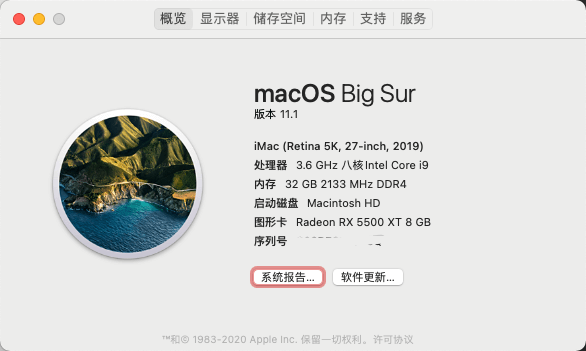 概览 显示器 储存空间 内存 支持 服务
macOS Big Sur
版本 11.1
iMac (Retina 5K, 27-inch, 2019)
处理器 3.6 GHz 八核Intel Core i9
内存 32 GB 2133 MHz DDR4
启动磁盘 Macintosh HD
图形卡 Radeon RX 5500 XT 8 GB
序列号
系统报告... 软件更新...
™和© 1983-2020 Apple Inc. 保留一切权利。许可协议